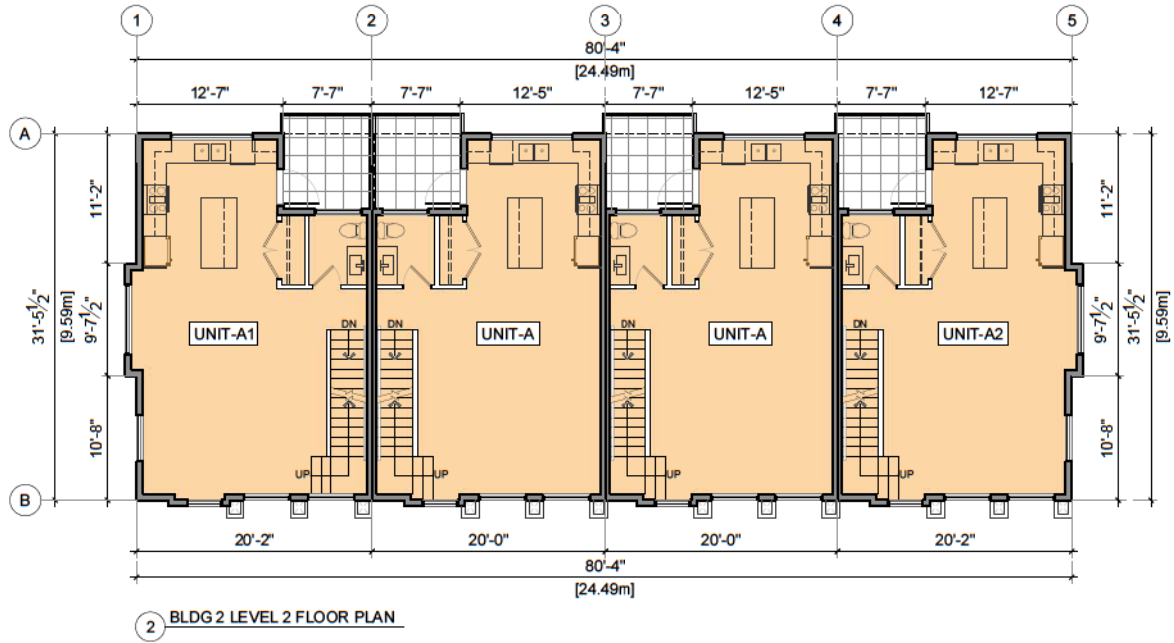 1 2 3 4 5
80'-4"
[24.49m]
12'-7" 7'-7" 7'-7" 12'-5" 7'-7" 12'-5" 7'-7" 12'-7"
A
11'-2" 11'-2"
31'-5½" [9.59m] 9'-7½" 9'-7½" 31'-5½" [9.59m]
DN DN DN DN
UNIT-A1 UNIT-A UNIT-A UNIT-A2
10'-8" 10'-8"
UP UP UP UP
B
20'-2" 20'-0" 20'-0" 20'-2"
80'-4"
[24.49m]
2 BLDG 2 LEVEL 2 FLOOR PLAN